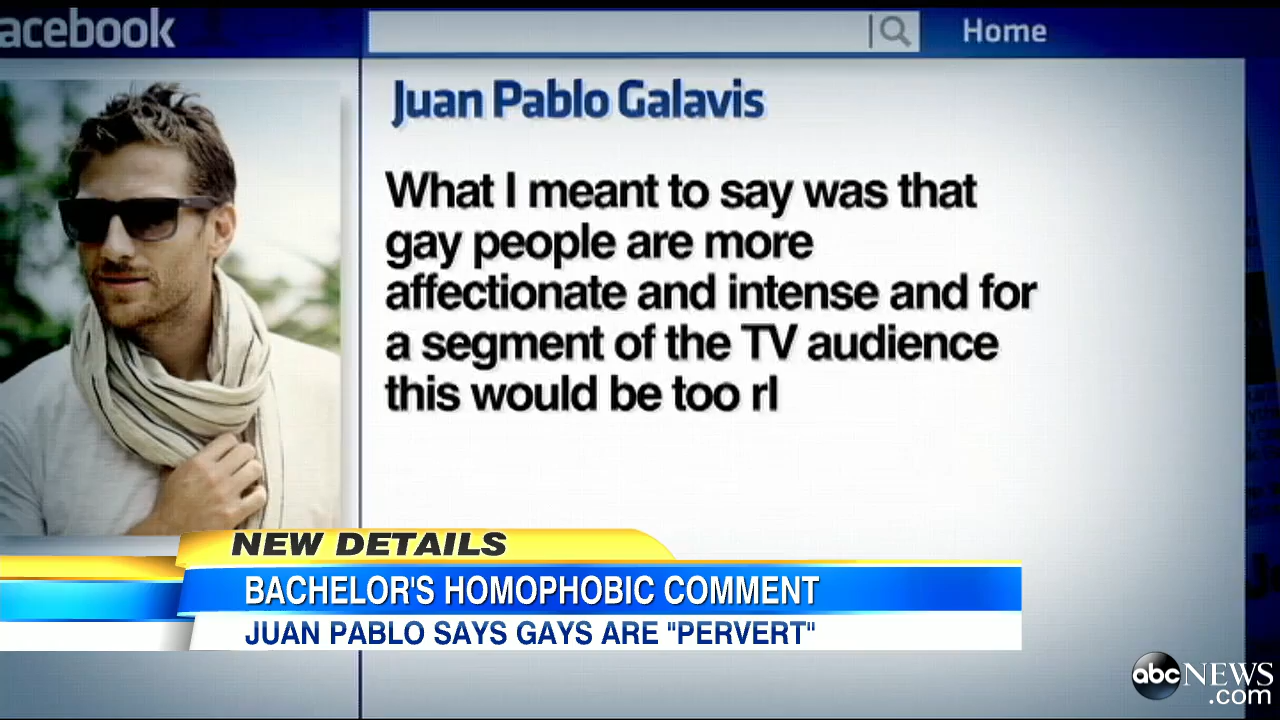 acebook
Home
Juan Pablo Galavis
What I meant to say was that
gay people are more
affectionate and intense and for
a segment of the TV audience
this would be too rl
NEW DETAILS
BACHELOR'S HOMOPHOBIC COMMENT
JUAN PABLO SAYS GAYS ARE "PERVERT"
abc NEWS
.com